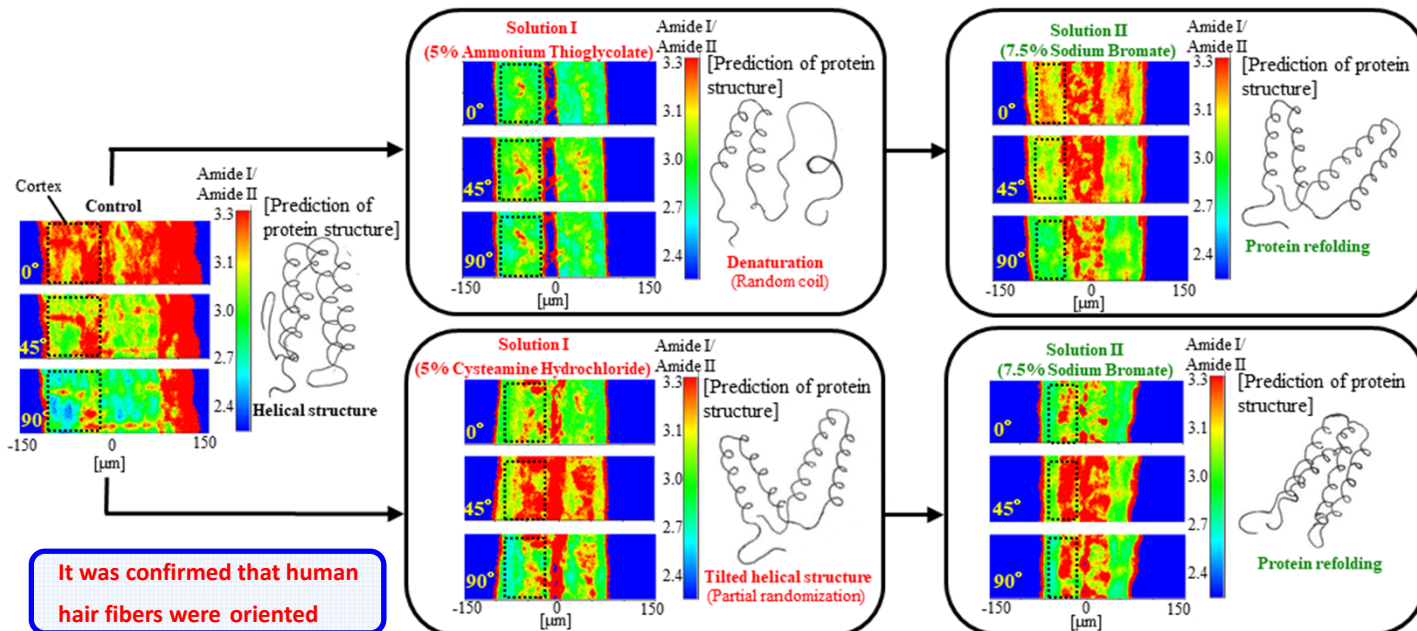 Cortex
Control
Amide I/
Amide II
[Prediction of
protein structure]
0°
45°
90°
3.3
3.1
3.0
2.7
2.4
Helical structure
-150
0
150
[μm]
Solution I
(5% Ammonium Thioglycolate)
Amide I/
Amide II
[Prediction of protein
structure]
0°
45°
90°
3.3
3.1
3.0
2.7
2.4
Denaturation
(Random coil)
-150
0
150
[μm]
Solution II
(7.5% Sodium Bromate)
Amide I/
Amide II
[Prediction of protein
structure]
0°
45°
90°
3.3
3.1
3.0
2.7
2.4
Protein refolding
-150
0
150
[μm]
Solution I
(5% Cysteamine Hydrochloride)
Amide I/
Amide II
[Prediction of protein
structure]
0°
45°
90°
3.3
3.1
3.0
2.7
2.4
Tilted helical structure
(Partial randomization)
-150
0
150
[μm]
Solution II
(7.5% Sodium Bromate)
Amide I/
Amide II
[Prediction of protein
structure]
0°
45°
90°
3.3
3.1
3.0
2.7
2.4
Protein refolding
-150
0
150
[μm]
It was confirmed that human
hair fibers were oriented